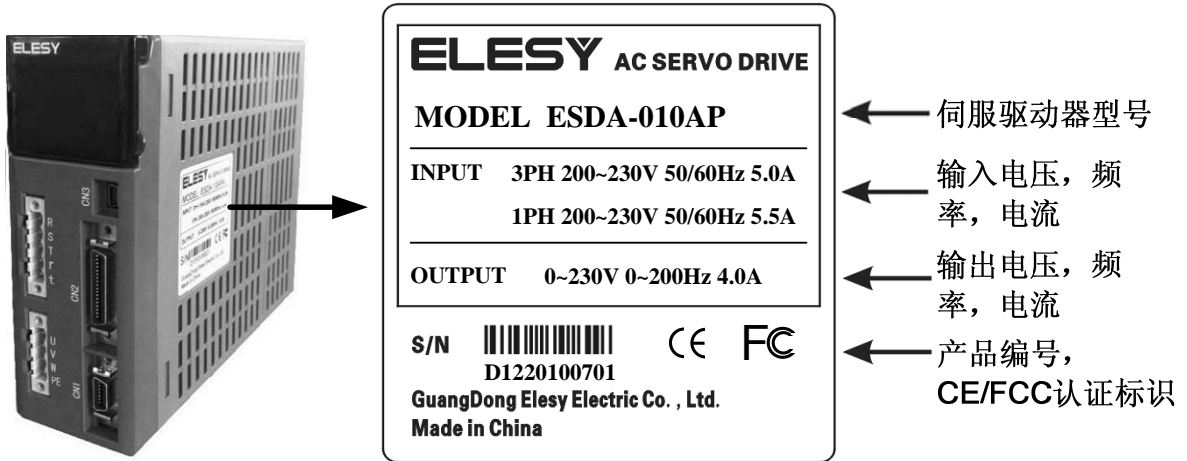 ELESY
CN3
R
S
T
r
t
CN2
U
V
W
PE
CN1
ELESY AC SERVO DRIVE
MODEL ESDA-010AP
INPUT 3PH 200~230V 50/60Hz 5.0A
1PH 200~230V 50/60Hz 5.5A
OUTPUT 0~230V 0~200Hz 4.0A
S/N
D1220100701
CE FC
GuangDong Elesy Electric Co. , Ltd.
Made in China
伺服驱动器型号
输入电压，频
率，电流
输出电压，频
率，电流
产品编号，
CE/FCC认证标识